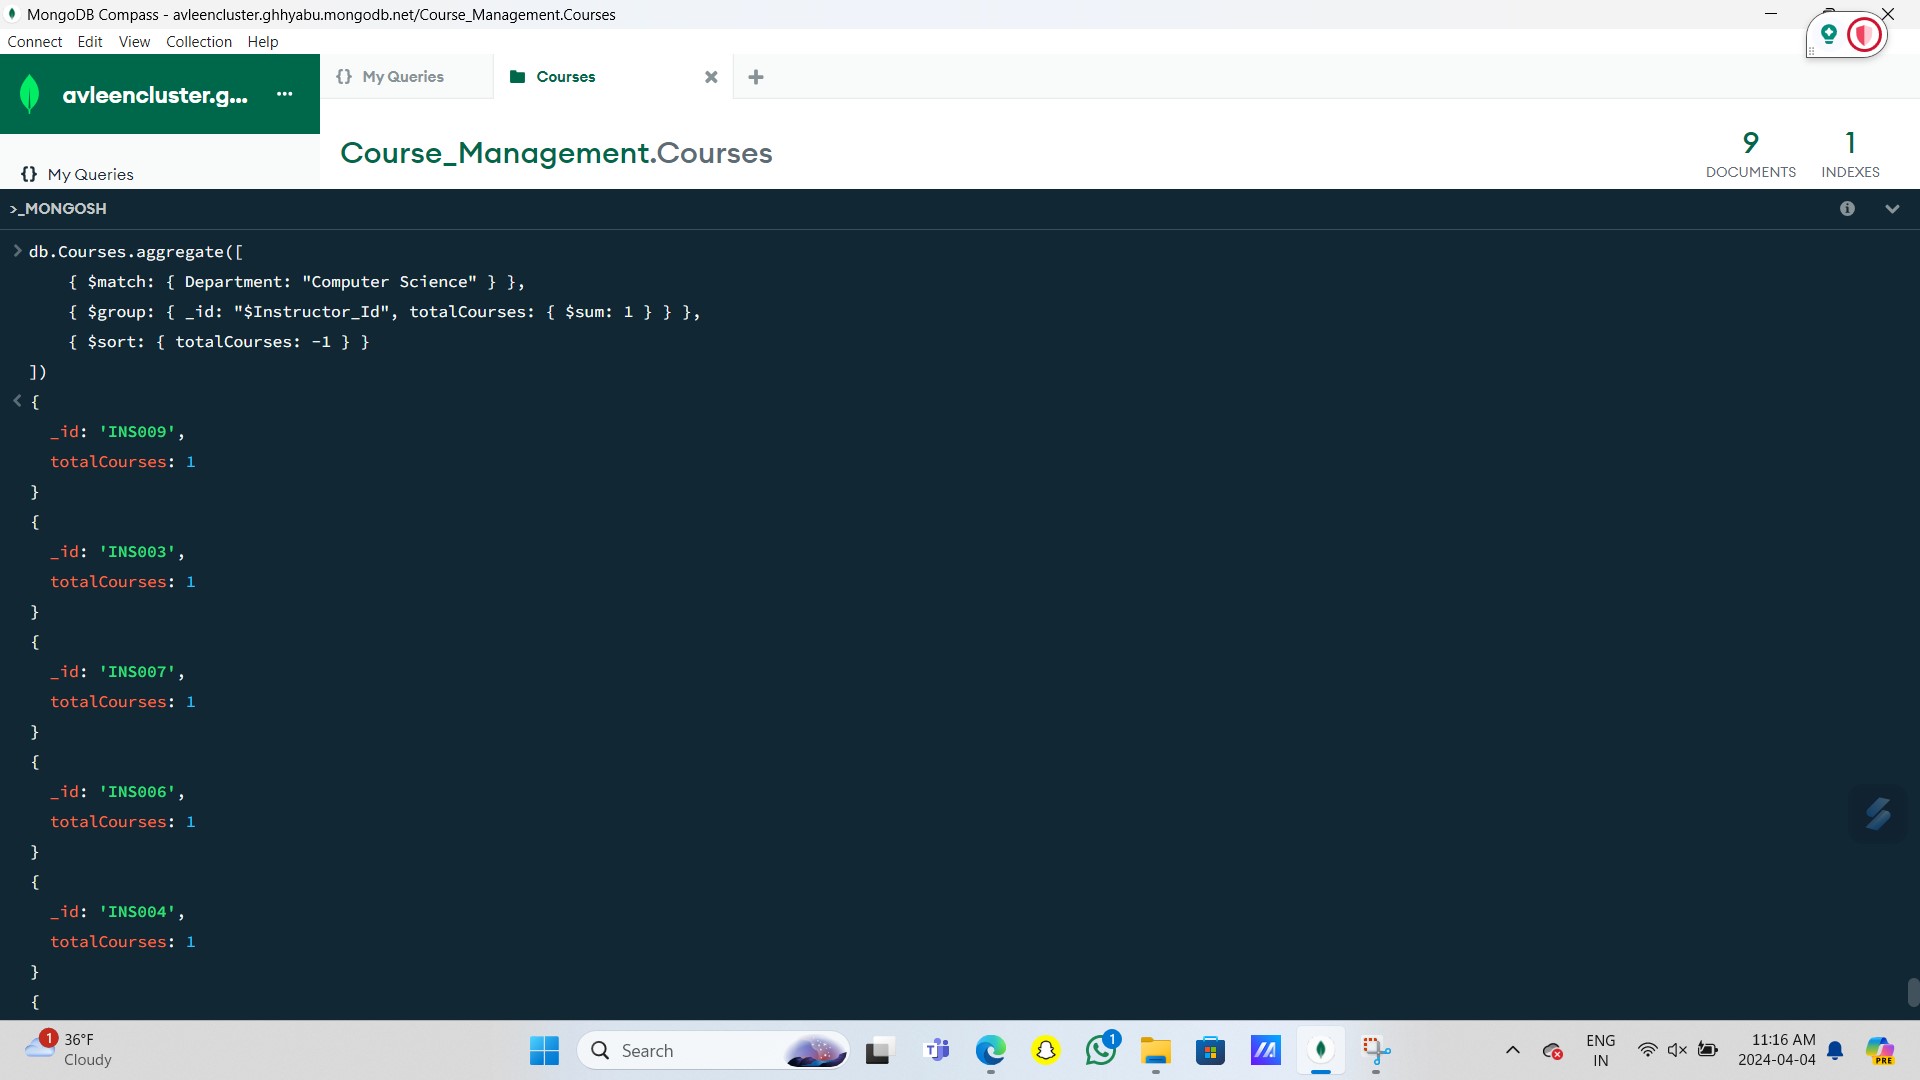 MongoDB Compass - avleencluster.ghhyabu.mongodb.net/Course_Management.Courses
Connect Edit View Collection Help
avleencluster.g... ...
{} My Queries
Courses
{} My Queries
Course_Management.Courses
9
DOCUMENTS
1
INDEXES
>_MONGOSH
> db.Courses.aggregate([
{ $match: { Department: "Computer Science" } },
{ $group: { _id: "$Instructor_Id", totalCourses: { $sum: 1 } } },
{ $sort: { totalCourses: -1 } }
])
< {
_id: 'INS009',
totalCourses: 1
}
{
_id: 'INS003',
totalCourses: 1
}
{
_id: 'INS007',
totalCourses: 1
}
{
_id: 'INS006',
totalCourses: 1
}
{
_id: 'INS004',
totalCourses: 1
}
{
1
36°F
Cloudy
Search
1
ENG
IN
11:16 AM
2024-04-04
PRE